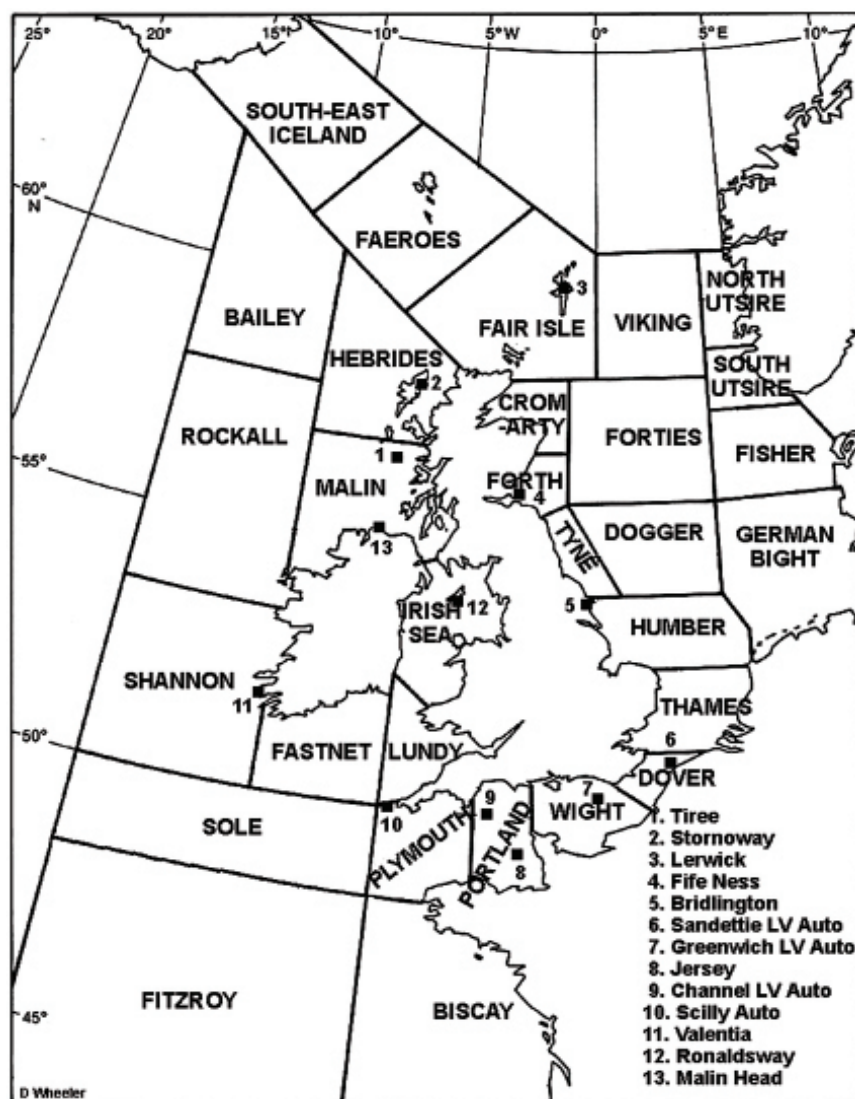 25°
20°
15°
10°
5°W
0°
5°E
10°
SOUTH-EAST
ICELAND
60°
N
FAEROES
3
NORTH
UTSIRE
BAILEY
FAIR ISLE
VIKING
HEBRIDES
SOUTH
UTSIRE
2
CROM
-ARTY
ROCKALL
FORTIES
55°
1
FISHER
MALIN
FORTH
4
13
TYNE
DOGGER
GERMAN
BIGHT
5
IRISH
SEA
12
HUMBER
SHANNON
11
THAMES
50°
FASTNET
LUNDY
6
DOVER
7
WIGHT
SOLE
10
PLYMOUTH
9
PORTLAND
8
1. Tiree
2. Stornoway
3. Lerwick
4. Fife Ness
5. Bridlington
6. Sandettie LV Auto
7. Greenwich LV Auto
8. Jersey
9. Channel LV Auto
10. Scilly Auto
11. Valentia
12. Ronaldsway
13. Malin Head
FITZROY
BISCAY
45°
D Wheeler